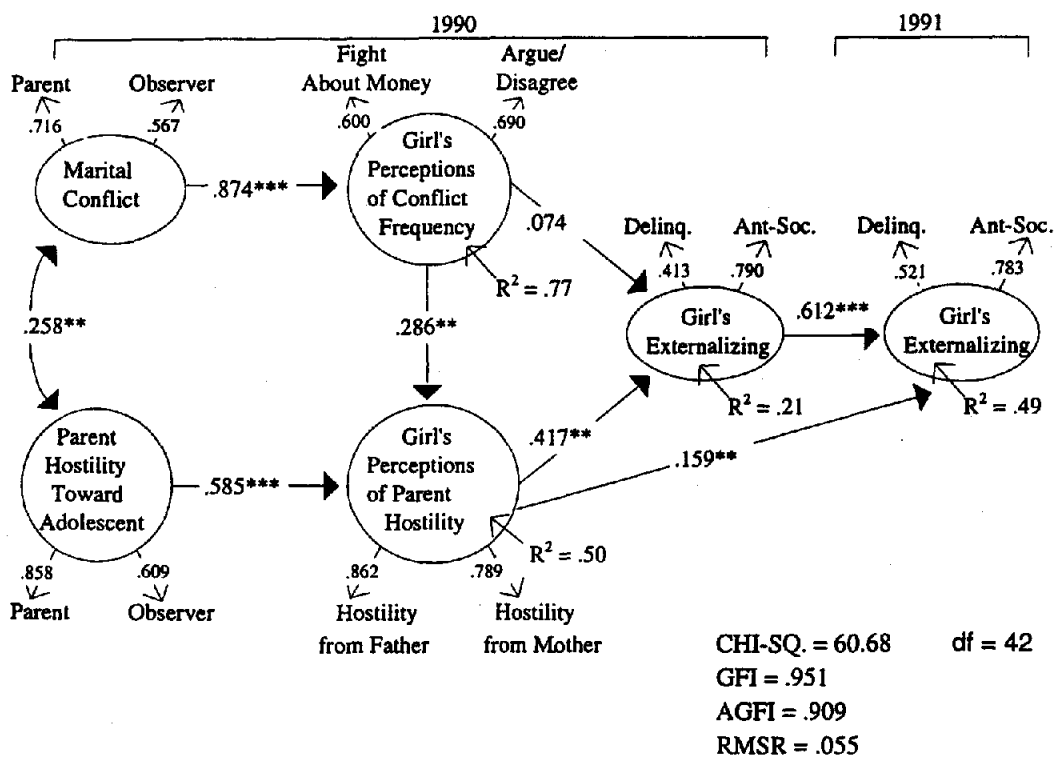 1990
1991
Fight
About Money
Argue/
Disagree
Parent
Observer
.716
.567
.600
.690
Marital
Conflict
.874***
Girl's
Perceptions
of Conflict
Frequency
R² = .77
.074
Delinq.
Ant-Soc.
.413
.790
Delinq.
Ant-Soc.
.521
.783
.258**
.286**
Girl's
Externalizing
R² = .21
.612***
Girl's
Externalizing
R² = .49
Parent
Hostility
Toward
Adolescent
.585***
Girl's
Perceptions
of Parent
Hostility
R² = .50
.417**
.159**
.858
.609
Parent
Observer
.862
.789
Hostility
from Father
Hostility
from Mother
CHI-SQ. = 60.68 df = 42
GFI = .951
AGFI = .909
RMSR = .055